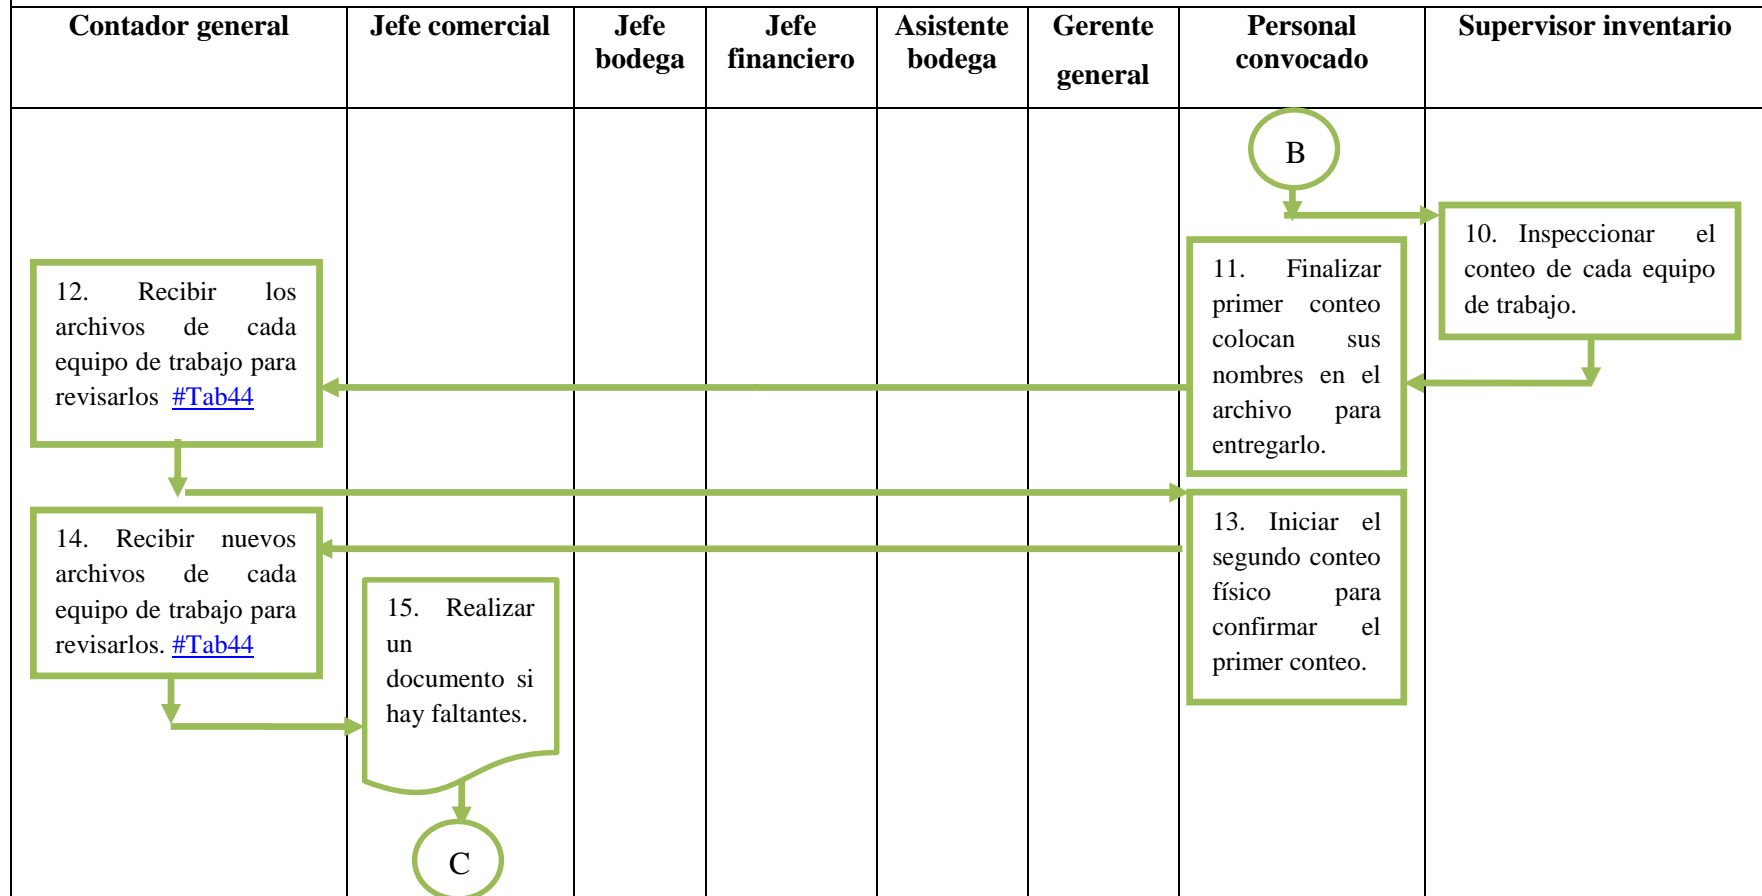 Contador general
Jefe comercial
Jefe
bodega
Jefe
financiero
Asistente
bodega
Gerente
general
Personal
convocado
Supervisor inventario
B
10. Inspeccionar el
conteo de cada equipo
de trabajo.
11. Finalizar
primer conteo
colocan sus
nombres en el
archivo para
entregarlo.
12. Recibir los
archivos de cada
equipo de trabajo para
revisarlos #Tab44
13. Iniciar el
segundo conteo
físico para
confirmar el
primer conteo.
14. Recibir nuevos
archivos de cada
equipo de trabajo para
revisarlos. #Tab44
15. Realizar
un
documento si
hay faltantes.
C